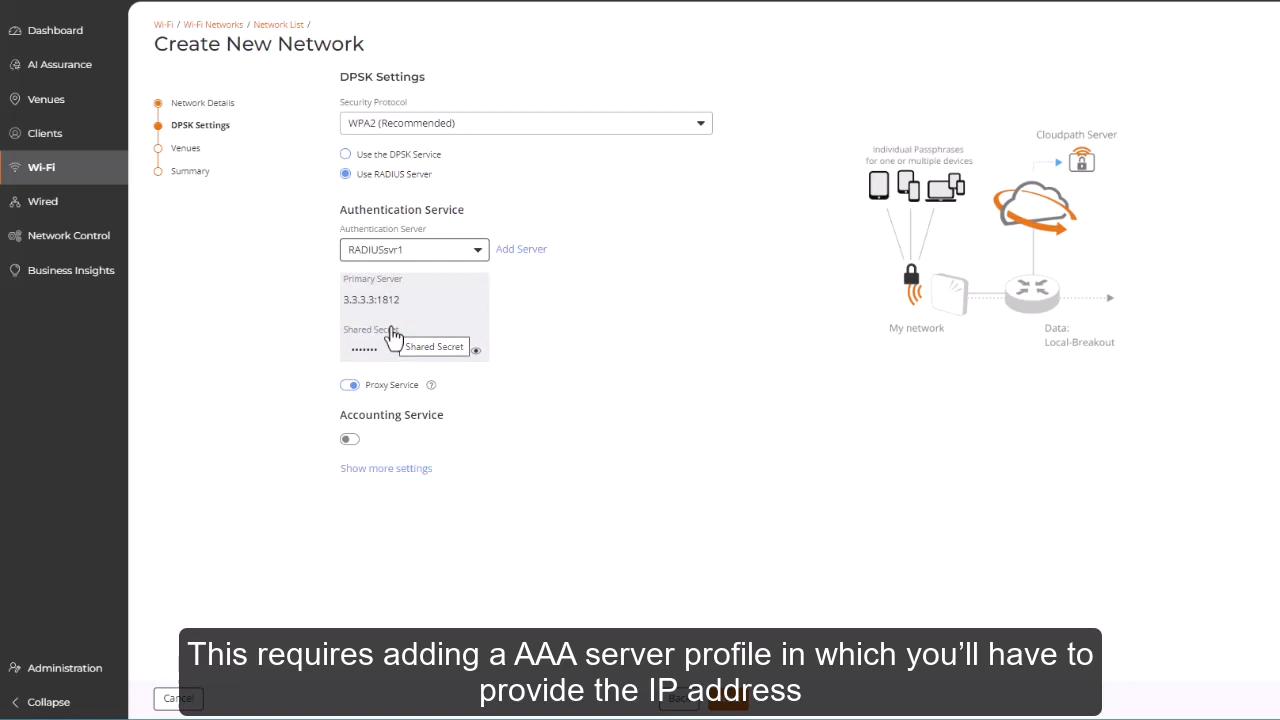 Dashboard
AI Assurance
Venues
Clients
Wi-Fi
Wired
Network Control
Business Insights
Administration
Collapse
Wi-Fi / Wi-Fi Networks / Network List /
Create New Network
Network Details
DPSK Settings
Venues
Summary
DPSK Settings
Security Protocol
WPA2 (Recommended)
Use the DPSK Service
Use RADIUS Server
Authentication Service
Authentication Server
RADIUSsvr1
Add Server
Primary Server
3.3.3.3:1812
Shared Secret
•••••••
Shared Secret
Proxy Service
Accounting Service
Show more settings
Individual Passphrases
for one or multiple devices
Cloudpath Server
My network
Data:
Local-Breakout
Cancel
Back
This requires adding a AAA server profile in which you’ll have to
provide the IP address